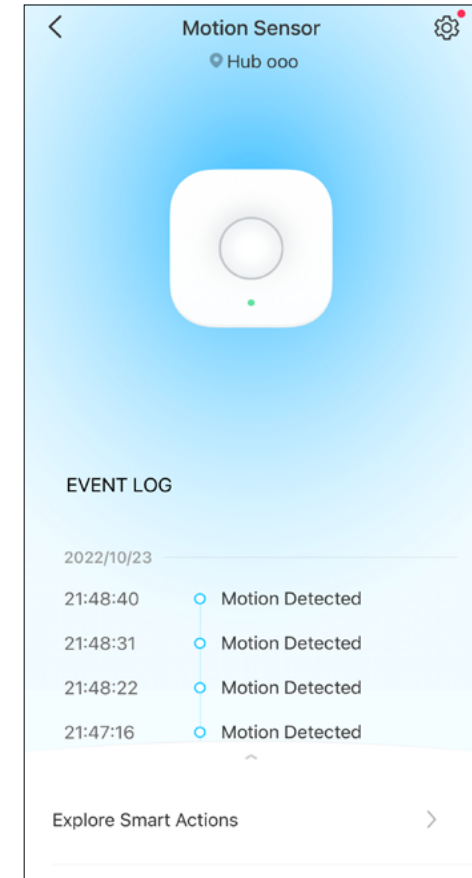 Motion Sensor
Hub ooo
EVENT LOG
2022/10/23
21:48:40 Motion Detected
21:48:31 Motion Detected
21:48:22 Motion Detected
21:47:16 Motion Detected
Explore Smart Actions